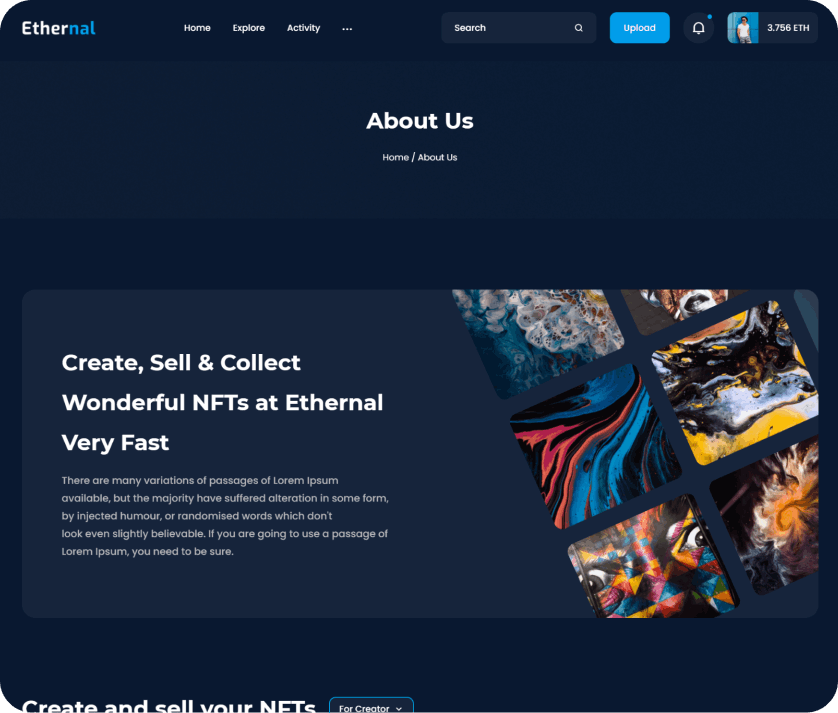 Ethernal
Home Explore Activity ...
Search
Upload
3.756 ETH
About Us
Home / About Us
Create, Sell & Collect
Wonderful NFTs at Ethernal
Very Fast
There are many variations of passages of Lorem Ipsum
available, but the majority have suffered alteration in some form,
by injected humour, or randomised words which don't
look even slightly believable. If you are going to use a passage of
Lorem Ipsum, you need to be sure.
Create and sell your NFTs
For Creator